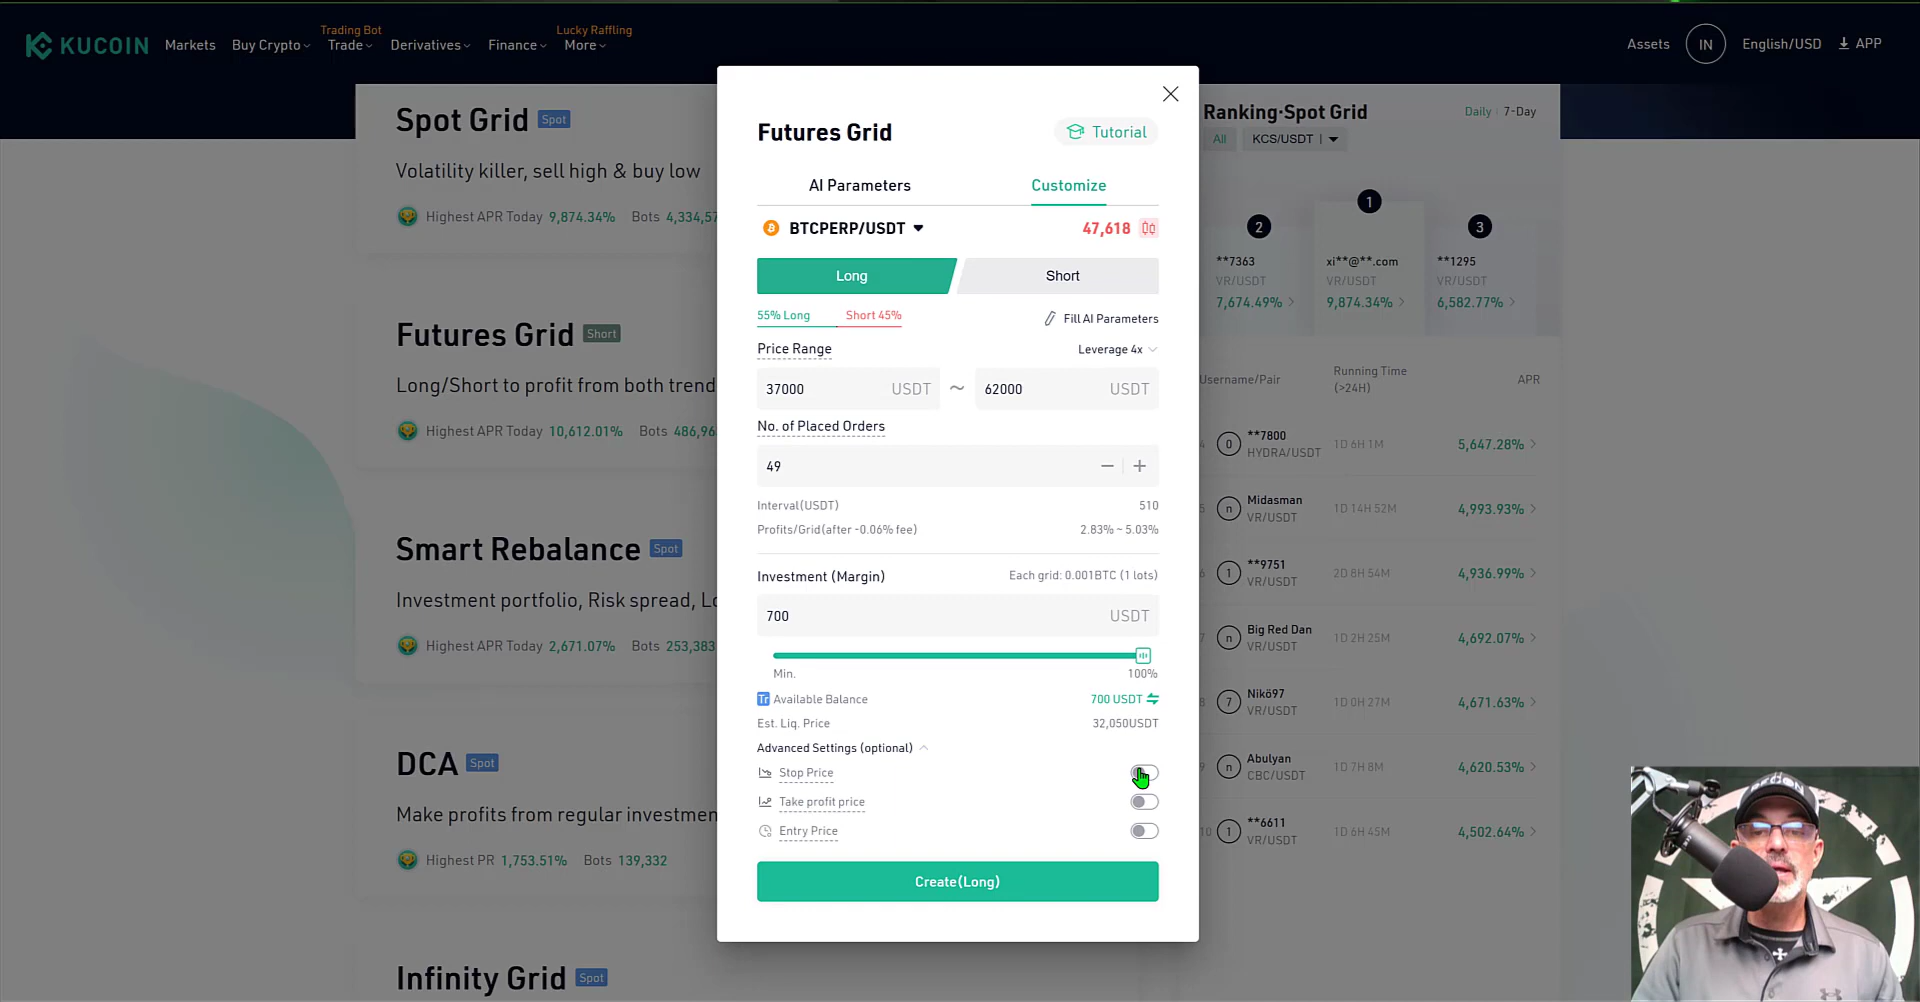 Trading Bot
Lucky Raffling
KUCOIN Markets Buy Crypto Trade Derivatives Finance More
Assets IN English/USD APP
Spot Grid Spot
Volatility killer, sell high & buy low
Highest APR Today 9,874.34% Bots 4,334,57
Futures Grid Short
Long/Short to profit from both trend
Highest APR Today 10,612.01% Bots 486,96
Smart Rebalance Spot
Investment portfolio, Risk spread, Lo
Highest APR Today 2,671.07% Bots 253,383
DCA Spot
Make profits from regular investmen
Highest PR 1,753.51% Bots 139,332
Infinity Grid Spot
Futures Grid
Tutorial
AI Parameters Customize
BTCPERP/USDT 47,618
Long Short
55% Long Short 45% Fill AI Parameters
Price Range Leverage 4x
37000 USDT ~ 62000 USDT
No. of Placed Orders
49 − +
Interval(USDT) 510
Profits/Grid(after -0.06% fee) 2.83% ~ 5.03%
Investment (Margin) Each grid: 0.001BTC (1 lots)
700 USDT
Min. 100%
Tr Available Balance 700 USDT
Est. Liq. Price 32,050USDT
Advanced Settings (optional)
Stop Price
Take profit price
Entry Price
Create(Long)
Ranking·Spot Grid Daily 7-Day
All KCS/USDT
1
2 3
**7363 xi**@**.com **1295
VR/USDT VR/USDT VR/USDT
7,674.49% 9,874.34% 6,582.77%
Username/Pair Running Time (>24H) APR
0 **7800 1D 6H 1M 5,647.28%
HYDRA/USDT
n Midasman 1D 14H 52M 4,993.93%
VR/USDT
1 **9751 2D 8H 54M 4,936.99%
VR/USDT
n Big Red Dan 1D 2H 25M 4,692.07%
VR/USDT
7 Nikö97 1D 0H 27M 4,671.63%
VR/USDT
n Abulyan 1D 7H 8M 4,620.53%
CBC/USDT
10 1 **6611 1D 6H 45M 4,502.64%
VR/USDT